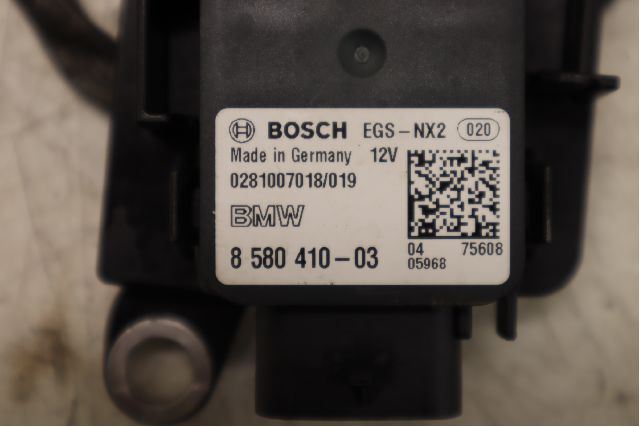 BOSCH EGS-NX2 020
Made in Germany 12V
0281007018/019
BMW
8 580 410-03
04 75608
05968